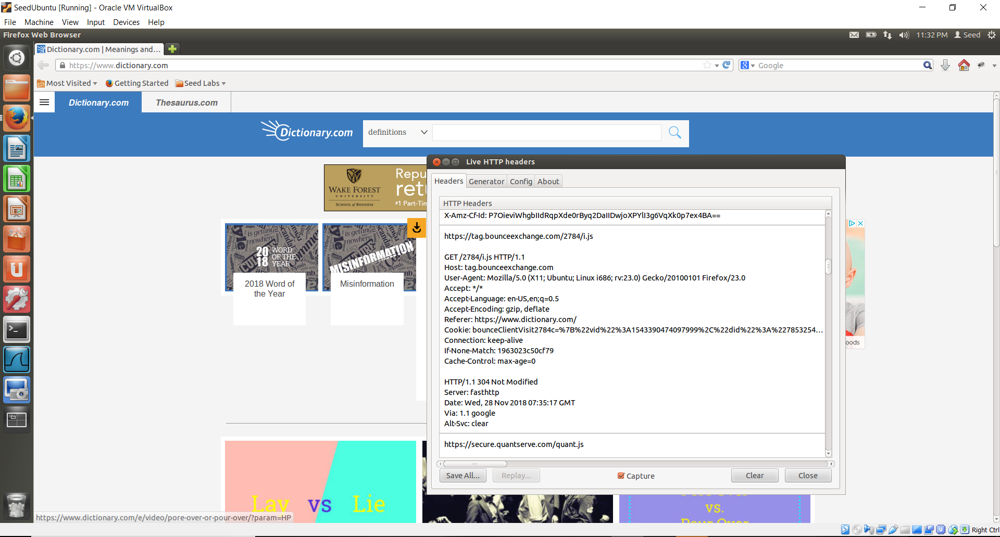 SeedUbuntu [Running] - Oracle VM VirtualBox
File Machine View Input Devices Help
Firefox Web Browser
11:32 PM Seed
Dictionary.com | Meanings and...
https://www.dictionary.com
Google
Most Visited Getting Started Seed Labs
Dictionary.com Thesaurus.com
Dictionary.com definitions
WAKE FOREST
UNIVERSITY
SCHOOL of BUSINESS
Repu
retu
#1 Part-Tim
2018 WORD OF THE YEAR
MISINFORMATION
2018 Word of
the Year
Misinformation
Live HTTP headers
Headers Generator Config About
HTTP Headers
https://tag.bounceexchange.com/2784/i.js
GET /2784/i.js HTTP/1.1
Host: tag.bounceexchange.com
User-Agent: Mozilla/5.0 (X11; Ubuntu; Linux i686; rv:23.0) Gecko/20100101 Firefox/23.0
Accept: */*
Accept-Language: en-US,en;q=0.5
Accept-Encoding: gzip, deflate
Referer: https://www.dictionary.com/
Cookie: bounceClientVisit2784c=%7B%22vid%22%3A1543390474097999%2C%22did%22%3A%227853254...
Connection: keep-alive
If-None-Match: 1963023c50cf79
Cache-Control: max-age=0
HTTP/1.1 304 Not Modified
Server: fasthttp
Date: Wed, 28 Nov 2018 07:35:17 GMT
Via: 1.1 google
Alt-Svc: clear
https://secure.quantserve.com/quant.js
Save All... Replay... Capture Clear Close
oods
Lay vs Lie
vs.
Pour Over
https://www.dictionary.com/e/video/pore-over-or-pour-over/?param=HP
Right Ctrl